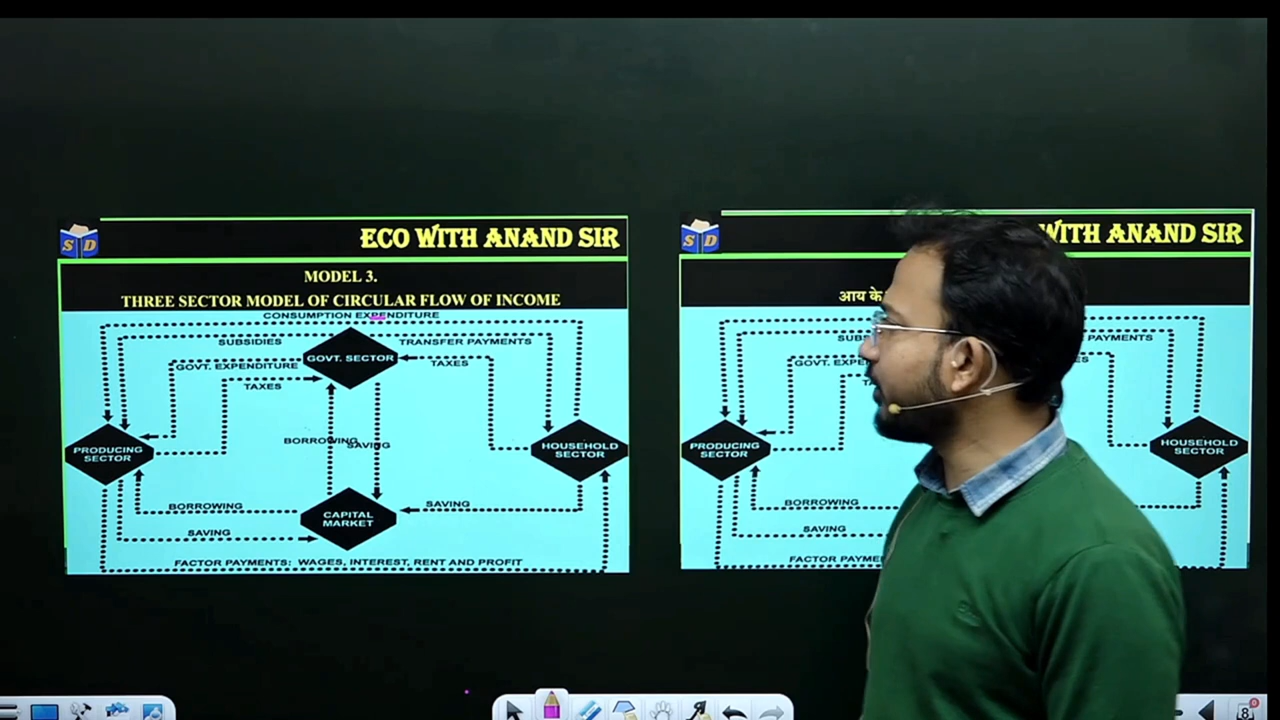 S D
ECO WITH ANAND SIR
MODEL 3.
THREE SECTOR MODEL OF CIRCULAR FLOW OF INCOME
CONSUMPTION EXPENDITURE
SUBSIDIES
TRANSFER PAYMENTS
GOVT. SECTOR
GOVT. EXPENDITURE
TAXES
TAXES
PRODUCING
SECTOR
BORROWING
SAVING
HOUSEHOLD
SECTOR
BORROWING
CAPITAL
MARKET
SAVING
SAVING
FACTOR PAYMENTS: WAGES, INTEREST, RENT AND PROFIT
S D
WITH ANAND SIR
आय के
PAYMENTS
PRODUCING
SECTOR
HOUSEHOLD
SECTOR
BORROWING
SAVING
8